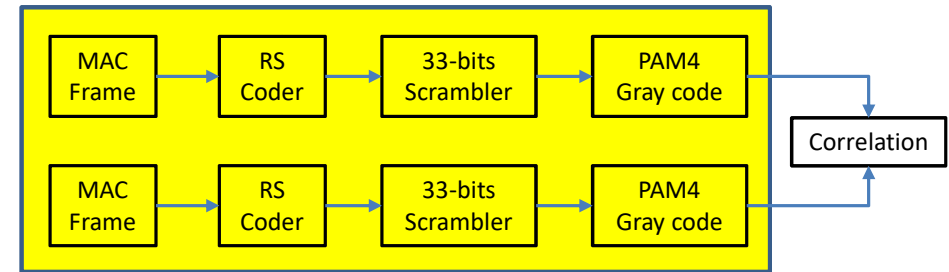 MAC
Frame
RS
Coder
33-bits
Scrambler
PAM4
Gray code
Correlation
MAC
Frame
RS
Coder
33-bits
Scrambler
PAM4
Gray code